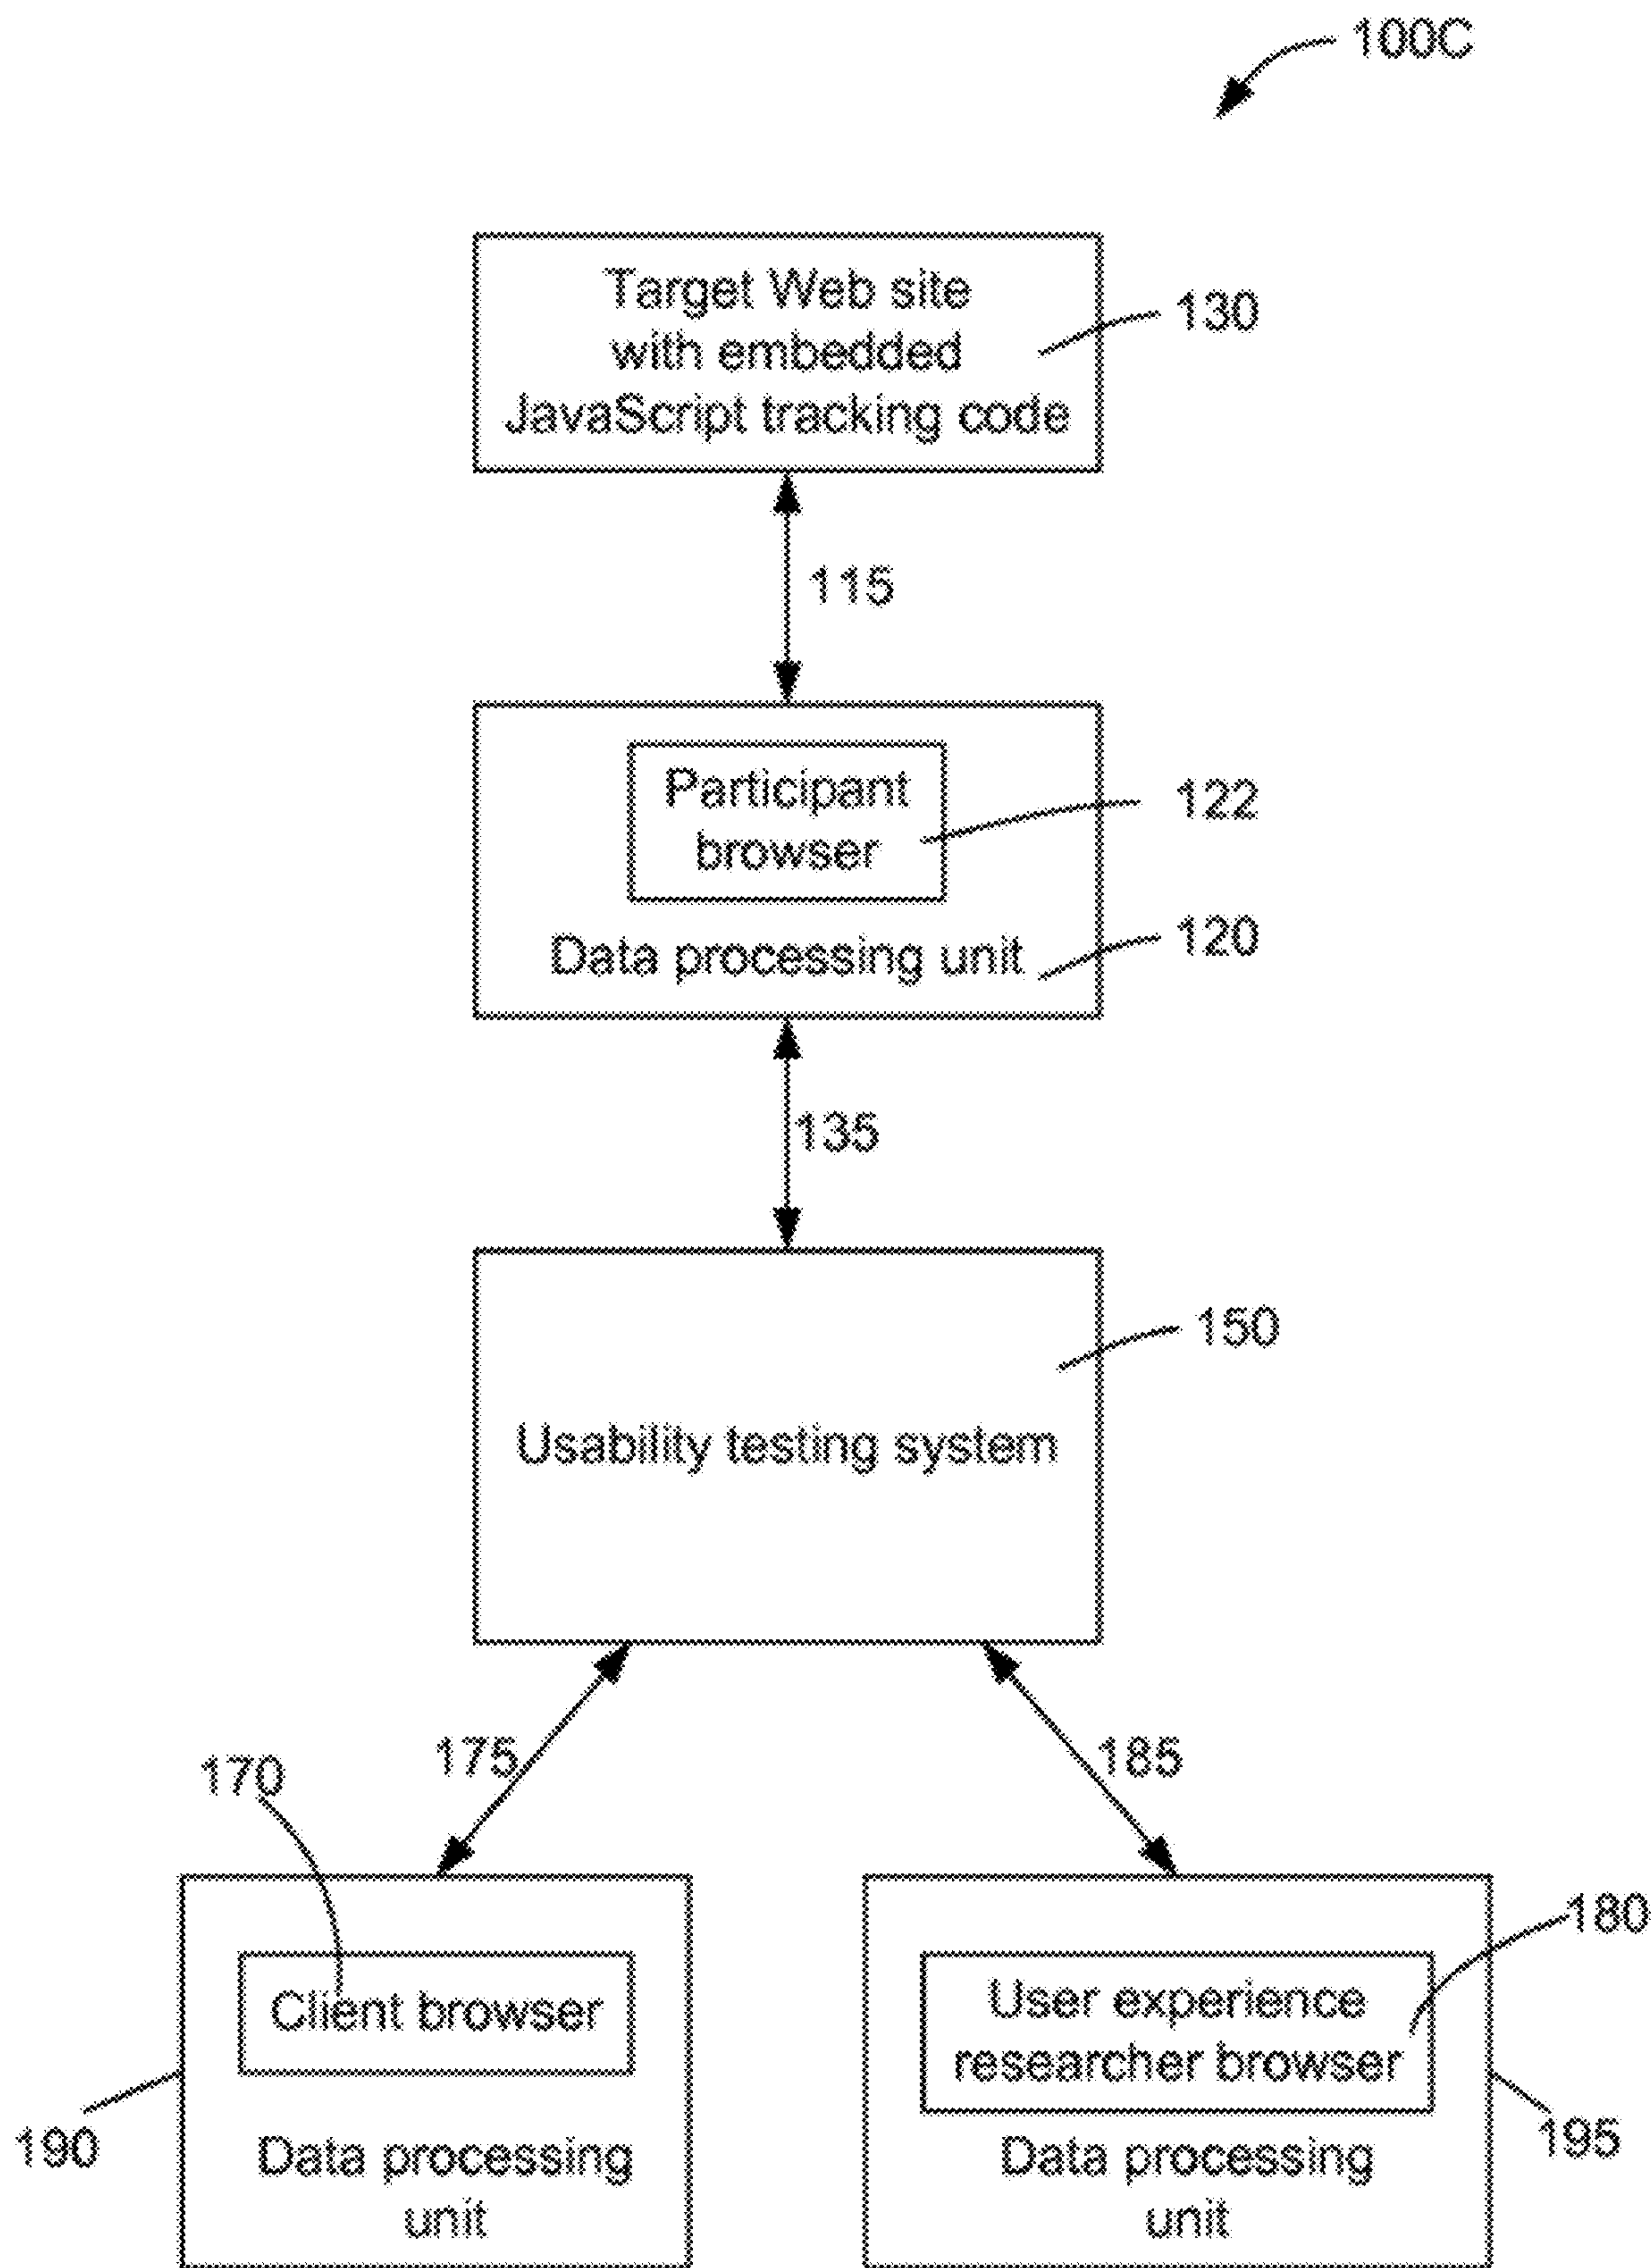 100C
Target Web site
with embedded
JavaScript tracking code
130
115
Participant
browser
122
Data processing unit
120
135
150
Usability testing system
175
185
170
180
Client browser
User experience
researcher browser
190
195
Data processing
unit
Data processing
unit